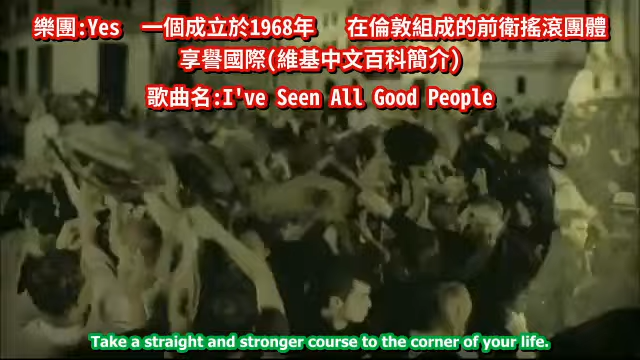 樂團:Yes 一個成立於1968年 在倫敦組成的前衛搖滾團體
享譽國際(維基中文百科簡介)
歌曲名:I've Seen All Good People
Take a straight and stronger course to the corner of your life.